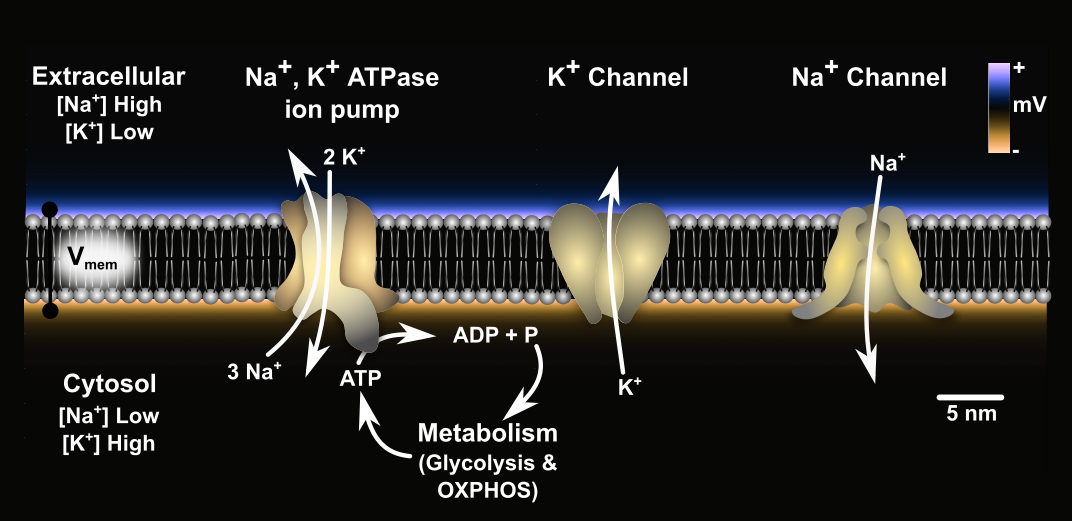 Extracellular
[Na⁺] High
[K⁺] Low
Na⁺, K⁺ ATPase
ion pump
K⁺ Channel
Na⁺ Channel
+
mV
-
2 K⁺
Na⁺
Vmem
3 Na⁺
ATP
ADP + P
K⁺
Cytosol
[Na⁺] Low
[K⁺] High
Metabolism
(Glycolysis &
OXPHOS)
5 nm